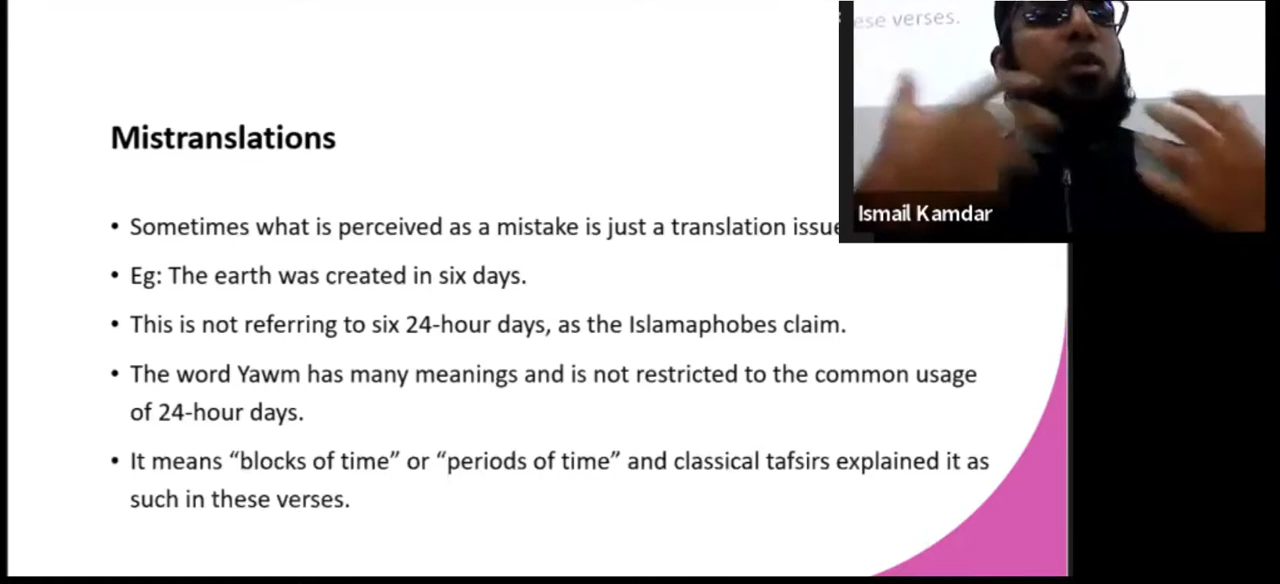 Mistranslations
• Sometimes what is perceived as a mistake is just a translation issue
• Eg: The earth was created in six days.
• This is not referring to six 24-hour days, as the Islamaphobes claim.
• The word Yawm has many meanings and is not restricted to the common usage
of 24-hour days.
• It means “blocks of time” or “periods of time” and classical tafsirs explained it as
such in these verses.
ese verses.
Ismail Kamdar